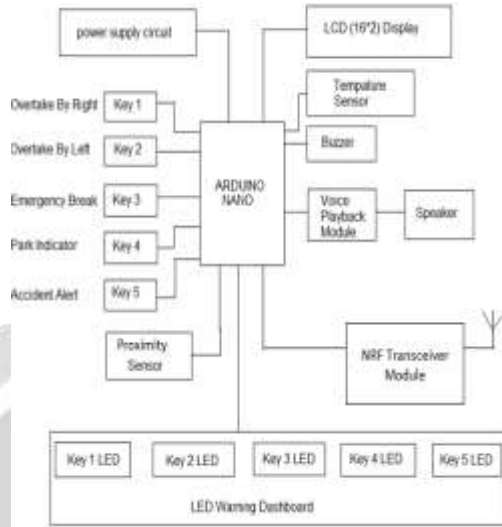 power supply circuit
LCD (16*2) Display
Tempature
Sensor
Overtake By Right
Key 1
Buzzer
Overtake By Left
Key 2
ARDUINO
NANO
Emergency Break
Key 3
Voice
Playback
Module
Speaker
Park Indicator
Key 4
Accident Alert
Key 5
Proximity
Sensor
NRF Transceiver
Module
Key 1 LED
Key 2 LED
Key 3 LED
Key 4 LED
Key 5 LED
LED Warning Dashboard